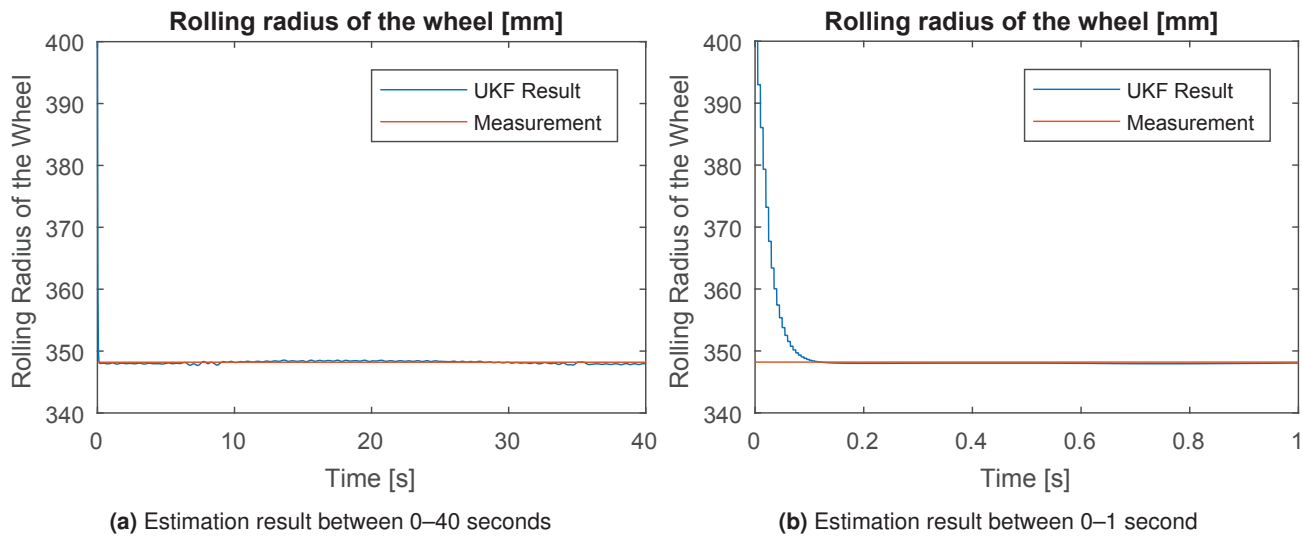 Rolling radius of the wheel [mm]
Rolling Radius of the Wheel
400
390
380
370
360
350
340
UKF Result
Measurement
0
10
20
30
40
Time [s]
(a) Estimation result between 0–40 seconds
Rolling radius of the wheel [mm]
Rolling Radius of the Wheel
400
390
380
370
360
350
340
UKF Result
Measurement
0
0.2
0.4
0.6
0.8
1
Time [s]
(b) Estimation result between 0–1 second